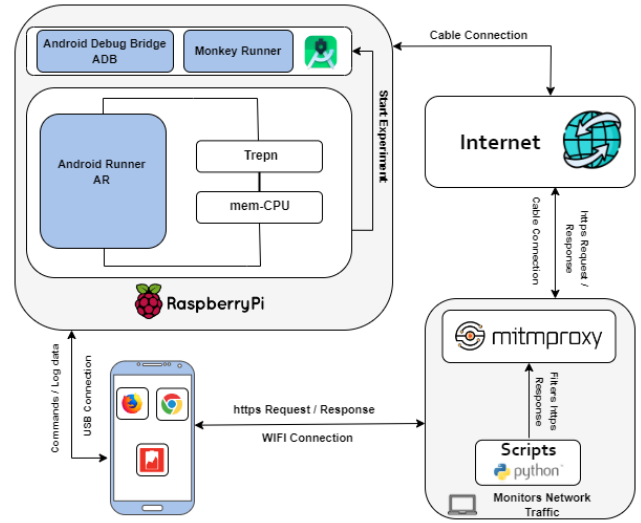 Android Debug Bridge
ADB
Monkey Runner
Cable Connection
Start Experiment
Internet
Android Runner
AR
Trepn
mem-CPU
RaspberryPi
Cable Connection
https Request /
Response
Commands / Log data
USB Connection
https Request / Response
WIFI Connection
mitmproxy
Filters https
Response
Scripts
python
Monitors Network
Traffic